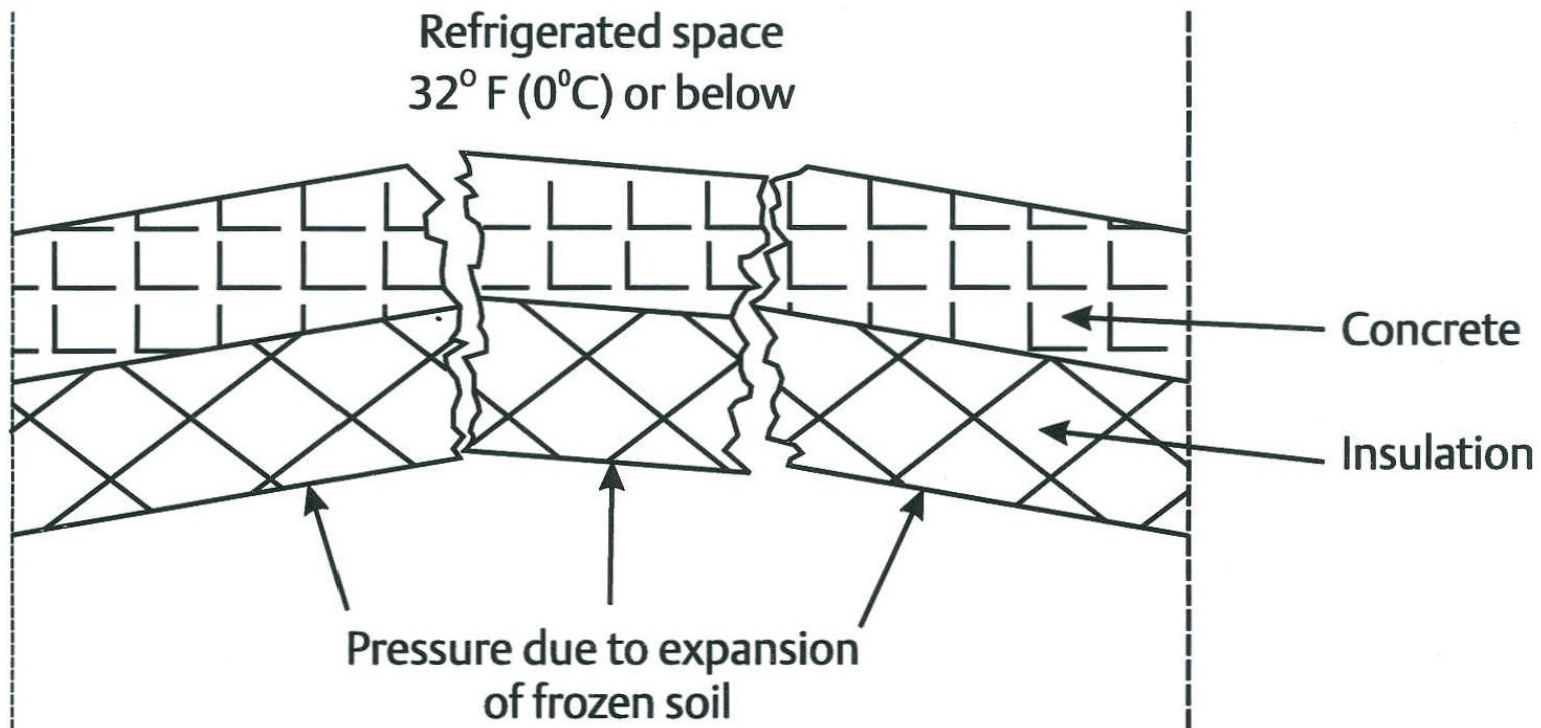 Refrigerated space
32° F (0°C) or below
Concrete
Insulation
Pressure due to expansion
of frozen soil